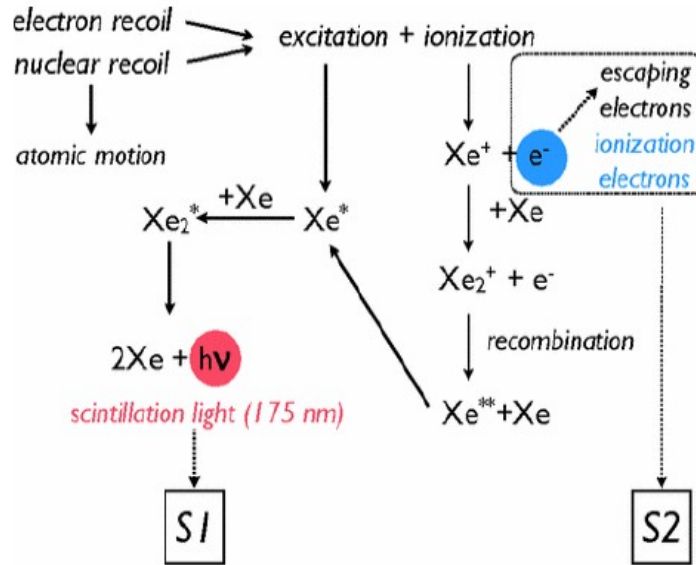 electron recoil
nuclear recoil
excitation + ionization
escaping
electrons
ionization
electrons
atomic motion
Xe⁺ + e⁻
+Xe
Xe₂*
Xe*
+Xe
Xe₂⁺ + e⁻
recombination
2Xe + hν
Xe**+Xe
scintillation light (175 nm)
S1
S2